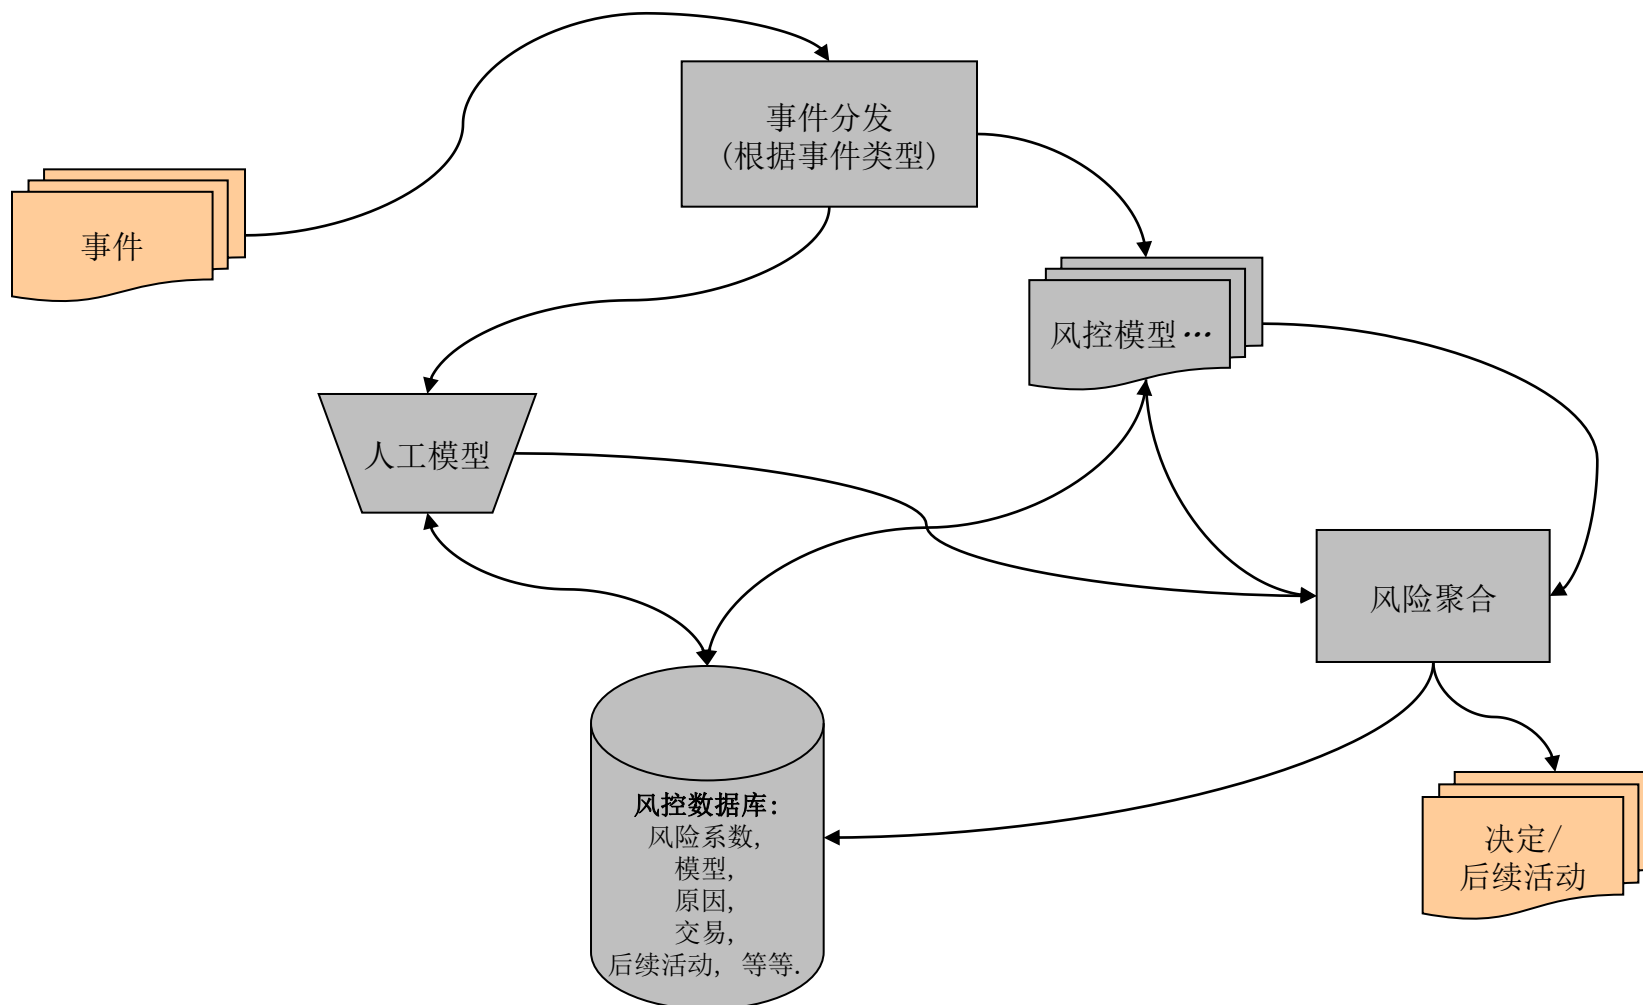 事件分发
(根据事件类型)
事件
风控模型…
人工模型
风险聚合
风控数据库:
风险系数,
模型,
原因,
交易,
后续活动, 等等.
决定/
后续活动